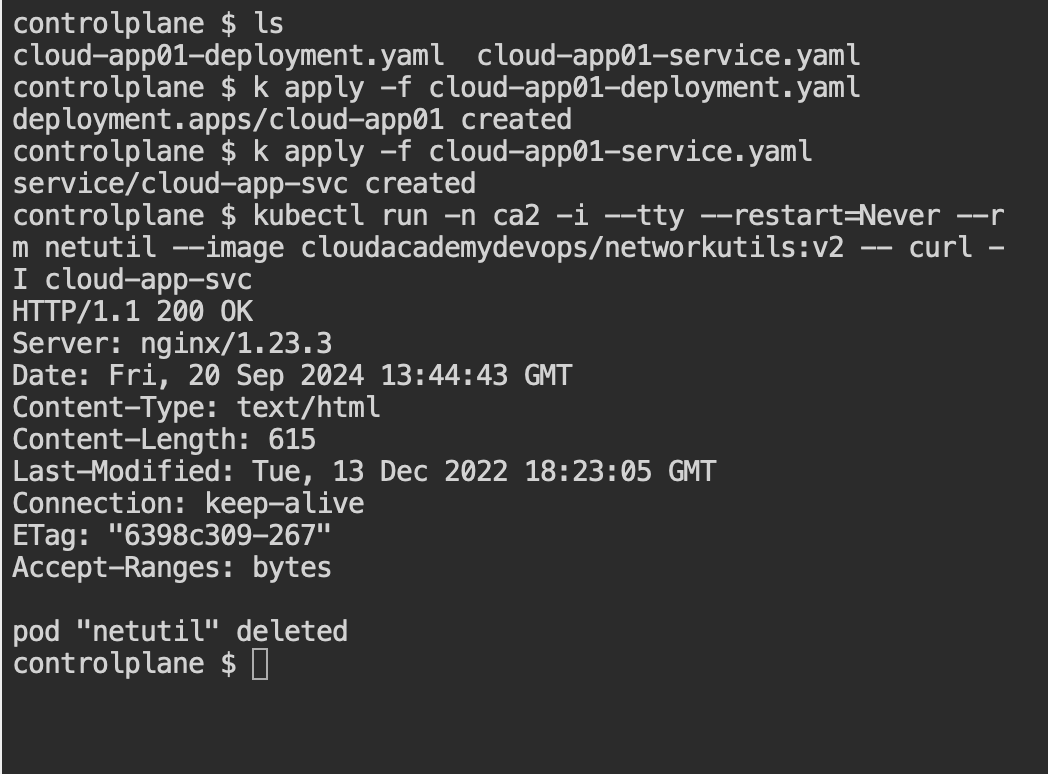 controlplane $ ls
cloud-app01-deployment.yaml  cloud-app01-service.yaml
controlplane $ k apply -f cloud-app01-deployment.yaml
deployment.apps/cloud-app01 created
controlplane $ k apply -f cloud-app01-service.yaml
service/cloud-app-svc created
controlplane $ kubectl run -n ca2 -i --tty --restart=Never --r
m netutil --image cloudacademydevops/networkutils:v2 -- curl -
I cloud-app-svc
HTTP/1.1 200 OK
Server: nginx/1.23.3
Date: Fri, 20 Sep 2024 13:44:43 GMT
Content-Type: text/html
Content-Length: 615
Last-Modified: Tue, 13 Dec 2022 18:23:05 GMT
Connection: keep-alive
ETag: "6398c309-267"
Accept-Ranges: bytes

pod "netutil" deleted
controlplane $